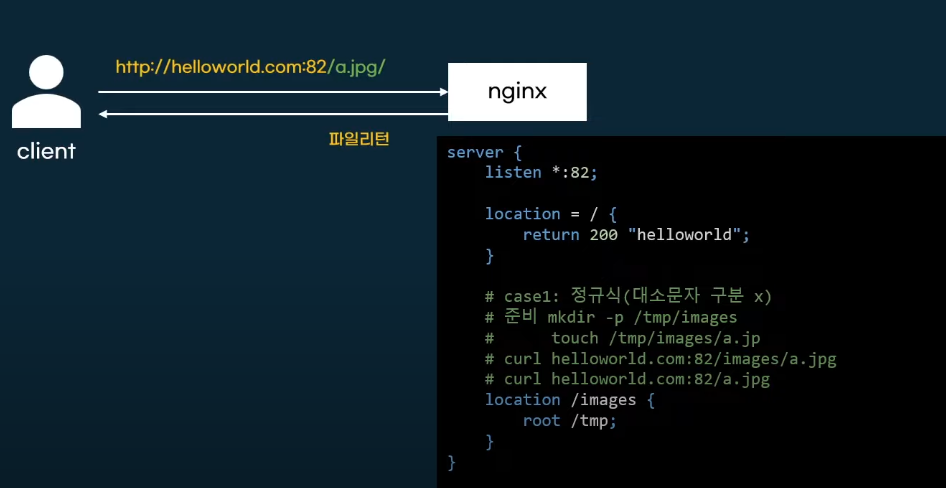 http://helloworld.com:82/a.jpg/
nginx
파일리턴
client
server {
    listen *:82;
    location = / {
        return 200 "helloworld";
    }
    # case1: 정규식(대소문자 구분 x)
    # 준비 mkdir -p /tmp/images
    #      touch /tmp/images/a.jp
    # curl helloworld.com:82/images/a.jpg
    # curl helloworld.com:82/a.jpg
    location /images {
        root /tmp;
    }
}